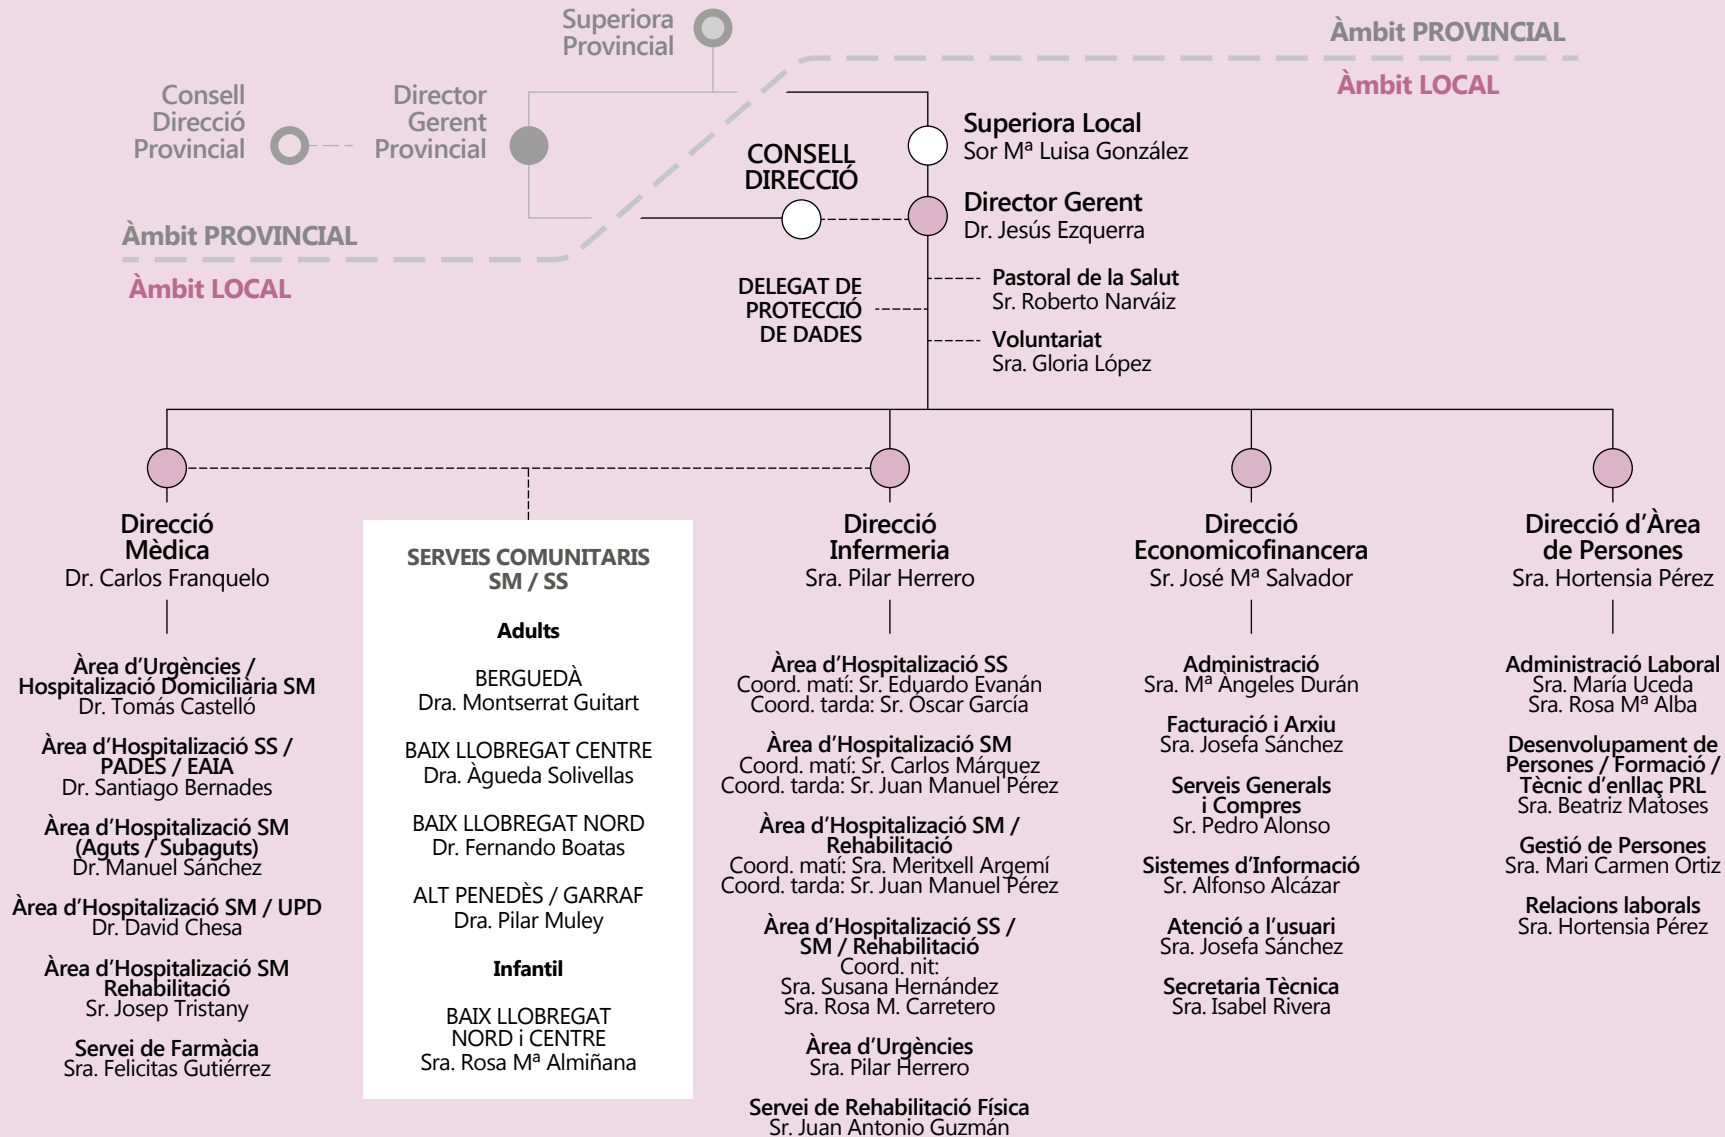 Superiora
Provincial
Àmbit PROVINCIAL
Àmbit LOCAL
Consell
Direcció
Provincial
Director
Gerent
Provincial
CONSELL
DIRECCIÓ
Superiora Local
Sor Mª Luisa González
Director Gerent
Dr. Jesús Ezquerra
Àmbit PROVINCIAL
Àmbit LOCAL
DELEGAT DE
PROTECCIÓ
DE DADES
Pastoral de la Salut
Sr. Roberto Narváiz
Voluntariat
Sra. Gloria López
Direcció
Mèdica
Dr. Carlos Franquelo
Àrea d'Urgències /
Hospitalizació Domiciliària SM
Dr. Tomás Castelló
Àrea d'Hospitalizació SS /
PADES / EAIA
Dr. Santiago Bernades
Àrea d'Hospitalizació SM
(Aguts / Subaguts)
Dr. Manuel Sánchez
Àrea d'Hospitalizació SM / UPD
Dr. David Chesa
Àrea d'Hospitalizació SM
Rehabilitació
Sr. Josep Tristany
Servei de Farmàcia
Sra. Felicitas Gutiérrez
SERVEIS COMUNITARIS
SM / SS
Adults
BERGUEDÀ
Dra. Montserrat Guitart
BAIX LLOBREGAT CENTRE
Dra. Àgueda Solivellas
BAIX LLOBREGAT NORD
Dr. Fernando Boatas
ALT PENEDÈS / GARRAF
Dra. Pilar Muley
Infantil
BAIX LLOBREGAT
NORD i CENTRE
Sra. Rosa Mª Almiñana
Direcció
Infermeria
Sra. Pilar Herrero
Àrea d'Hospitalizació SS
Coord. matí: Sr. Eduardo Evanán
Coord. tarda: Sr. Óscar García
Àrea d'Hospitalizació SM
Coord. matí: Sr. Carlos Márquez
Coord. tarda: Sr. Juan Manuel Pérez
Àrea d'Hospitalizació SM /
Rehabilitació
Coord. matí: Sra. Meritxell Argemí
Coord. tarda: Sr. Juan Manuel Pérez
Àrea d'Hospitalizació SS /
SM / Rehabilitació
Coord. nit:
Sra. Susana Hernández
Sra. Rosa M. Carretero
Àrea d'Urgències
Sra. Pilar Herrero
Servei de Rehabilitació Física
Sr. Juan Antonio Guzmán
Direcció
Economicofinancera
Sr. José Mª Salvador
Administració
Sra. Mª Àngeles Durán
Facturació i Arxiu
Sra. Josefa Sánchez
Serveis Generals
i Compres
Sr. Pedro Alonso
Sistemes d'Informació
Sr. Alfonso Alcázar
Atenció a l'usuari
Sra. Josefa Sánchez
Secretaria Tècnica
Sra. Isabel Rivera
Direcció d'Àrea
de Persones
Sra. Hortensia Pérez
Administració Laboral
Sra. María Uceda
Sra. Rosa Mª Alba
Desenvolupament de
Persones / Formació /
Tècnic d'enllaç PRL
Sra. Beatriz Matoses
Gestió de Persones
Sra. Mari Carmen Ortiz
Relacions laborals
Sra. Hortensia Pérez